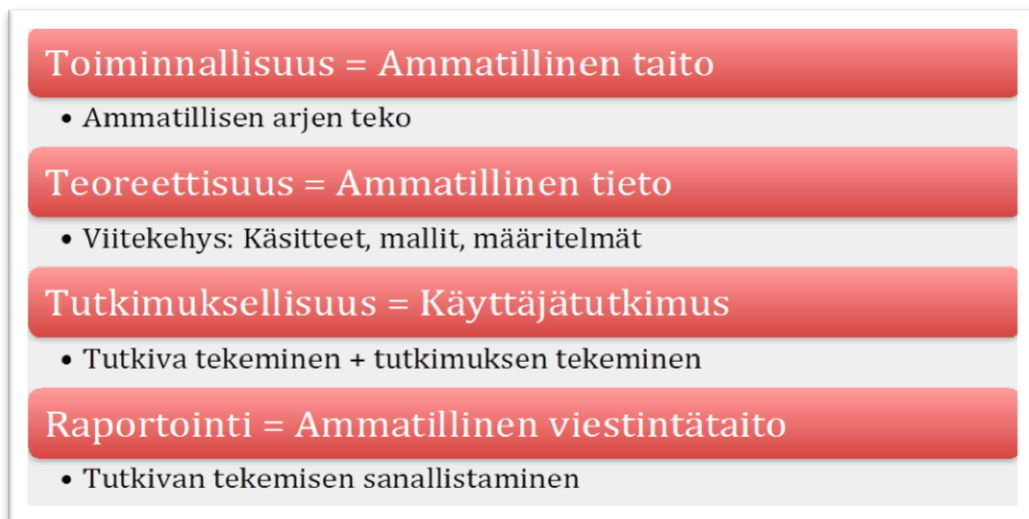 Toiminnallisuus = Ammatillinen taito
• Ammatillisen arjen teko
Teoreettisuus = Ammatillinen tieto
• Viitekehys: Käsitteet, mallit, määritelmät
Tutkimuksellisuus = Käyttäjätutkimus
• Tutkiva tekeminen + tutkimuksen tekeminen
Raportointi = Ammatillinen viestintätaito
• Tutkivan tekemisen sanallistaminen